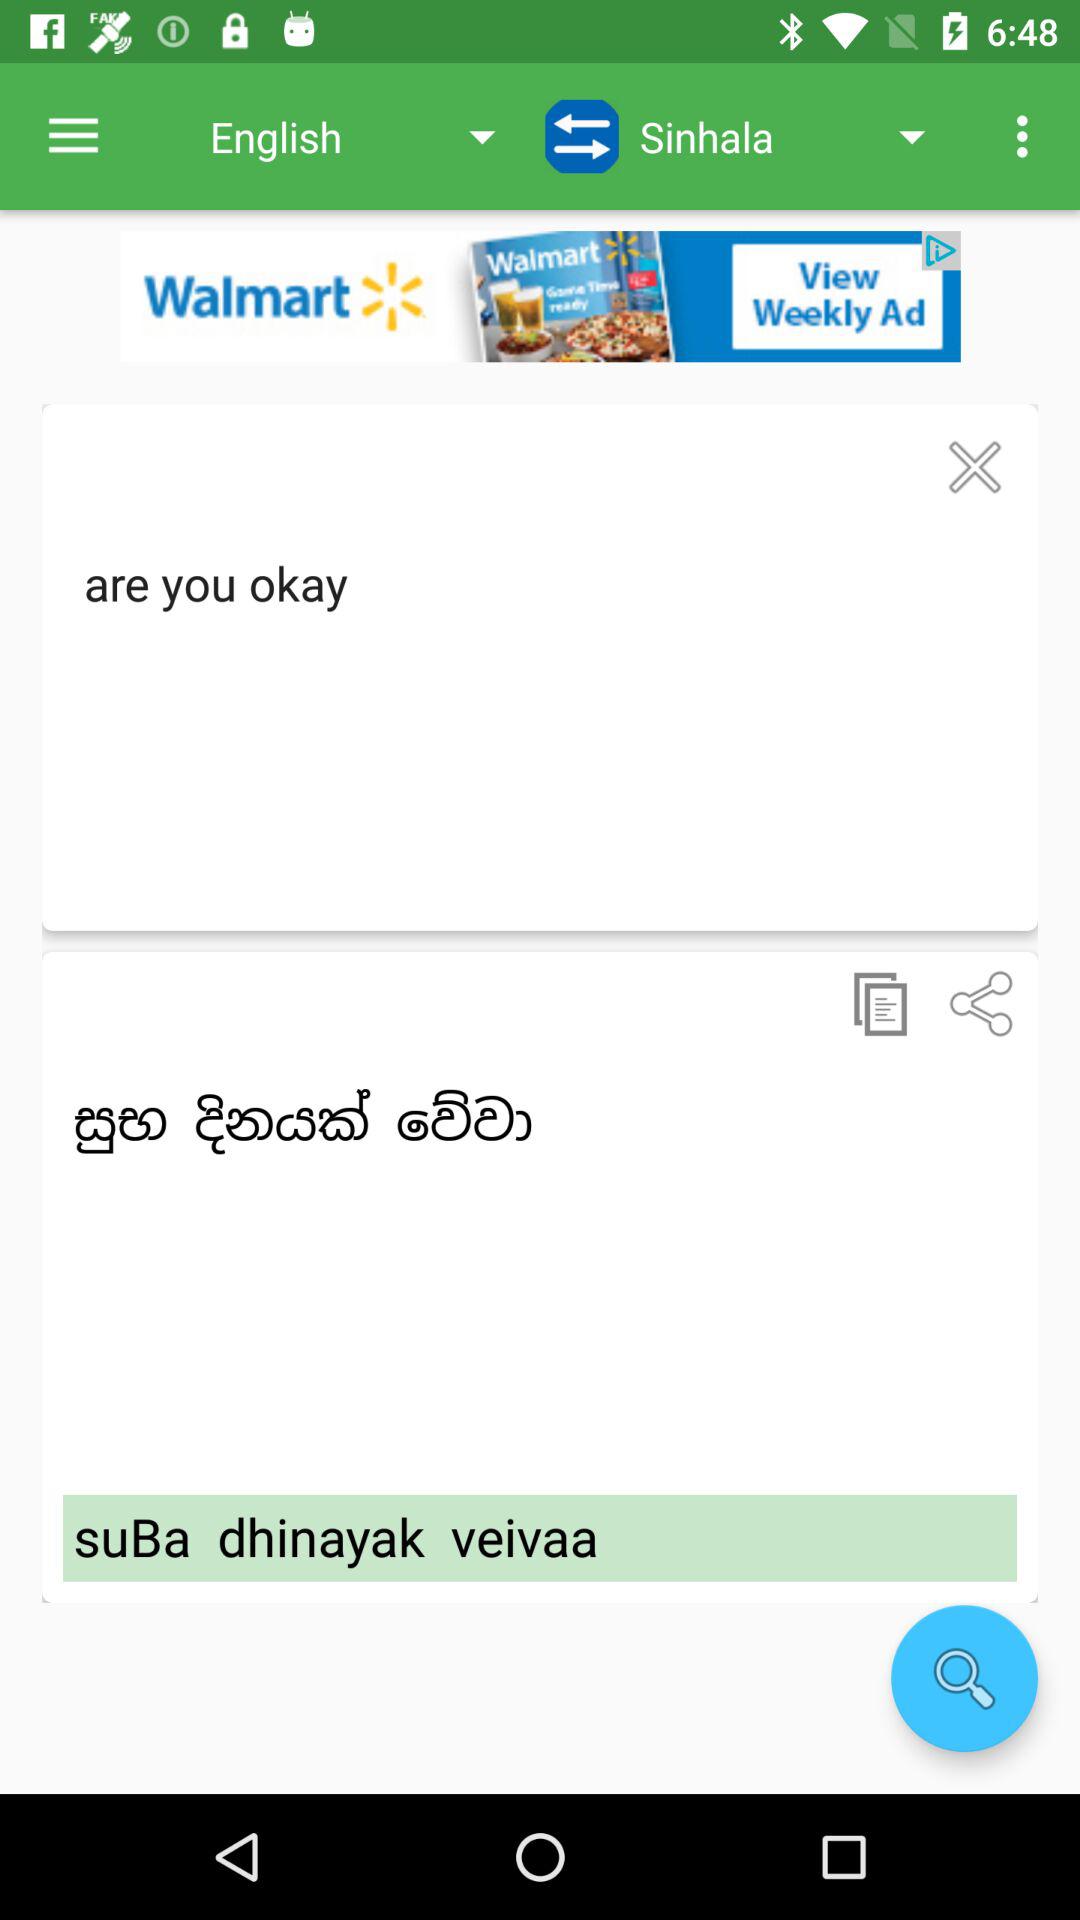 FAKE
6:48
English
Sinhala
Walmart
Walmart
Game Time
ready
View
Weekly Ad
are you okay
සුභ දිනයක් වේවා
suBa dhinayak veivaa